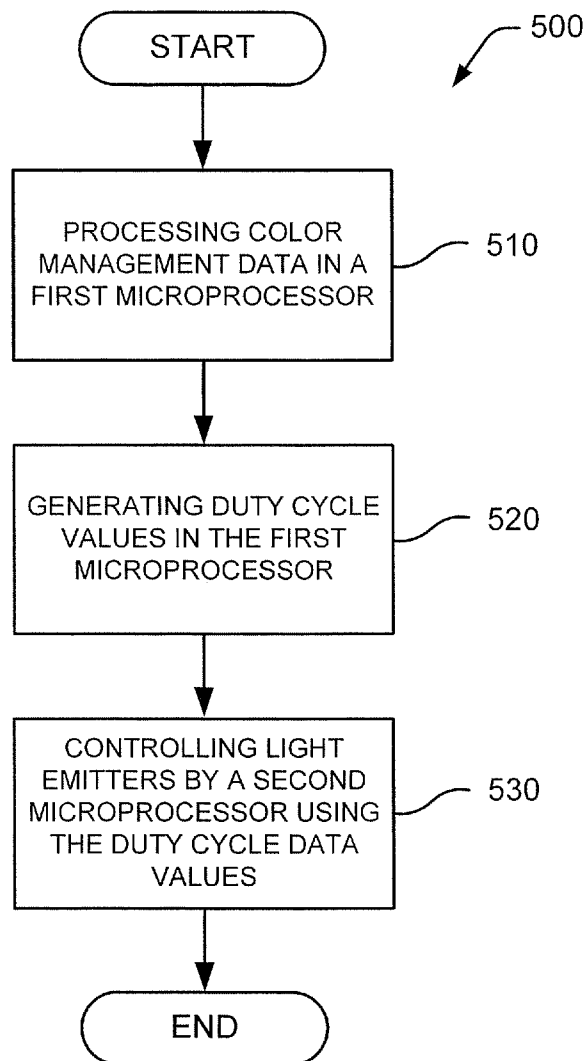 START
500
PROCESSING COLOR
MANAGEMENT DATA IN A
FIRST MICROPROCESSOR
510
GENERATING DUTY CYCLE
VALUES IN THE FIRST
MICROPROCESSOR
520
CONTROLLING LIGHT
EMITTERS BY A SECOND
MICROPROCESSOR USING
THE DUTY CYCLE DATA
VALUES
530
END